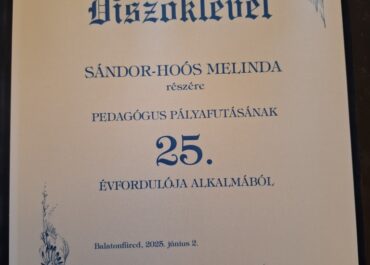 Díszoklevél
SÁNDOR-HOÓS MELINDA
részére
PEDAGÓGUS PÁLYAFUTÁSÁNAK
25.
ÉVFORDULÓJA ALKALMÁBÓL
Balatonfüred, 2025. június 2.